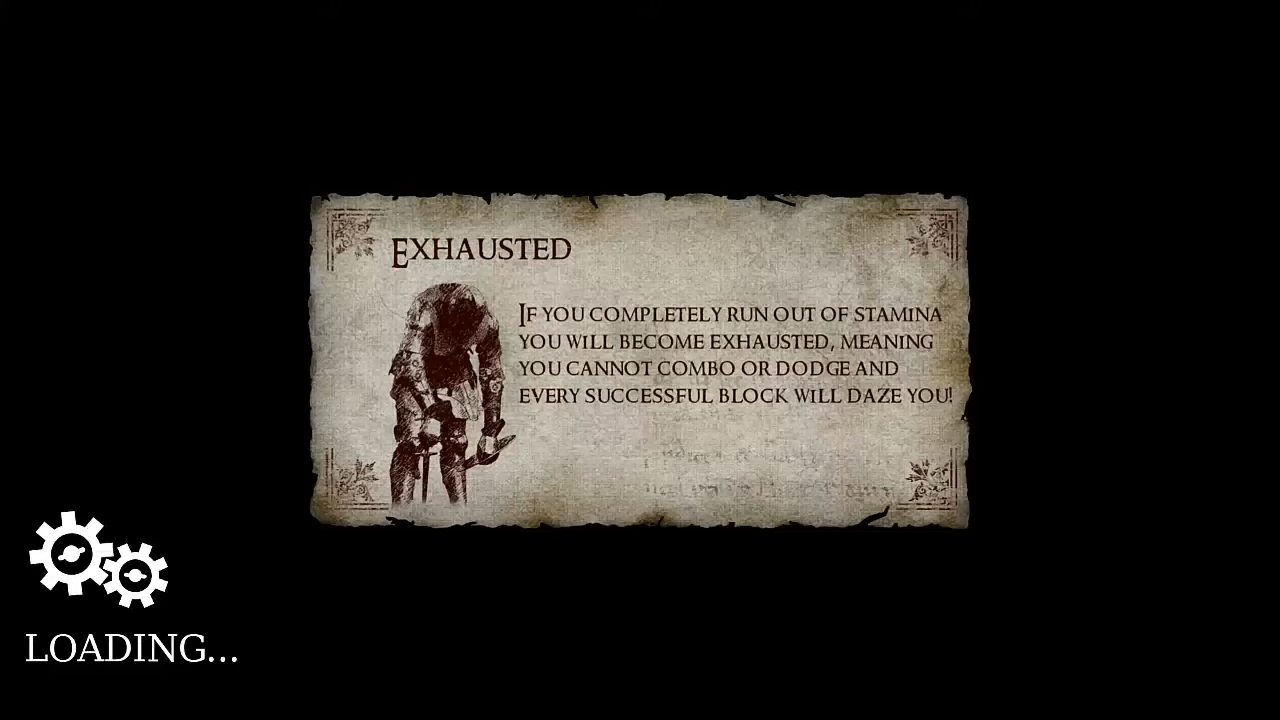 EXHAUSTED
IF YOU COMPLETELY RUN OUT OF STAMINA
YOU WILL BECOME EXHAUSTED, MEANING
YOU CANNOT COMBO OR DODGE AND
EVERY SUCCESSFUL BLOCK WILL DAZE YOU!
LOADING...